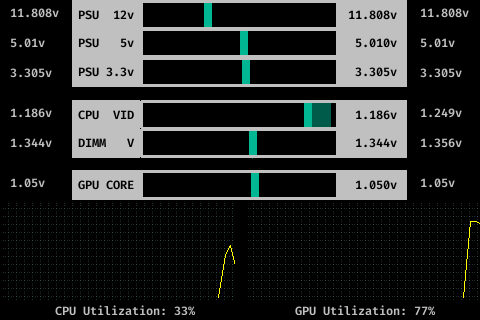 11.808v PSU 12v 11.808v 11.808v
5.01v PSU 5v 5.010v 5.01v
3.305v PSU 3.3v 3.305v 3.305v
1.186v CPU VID 1.186v 1.249v
1.344v DIMM V 1.344v 1.356v
1.05v GPU CORE 1.050v 1.05v
CPU Utilization: 33% GPU Utilization: 77%